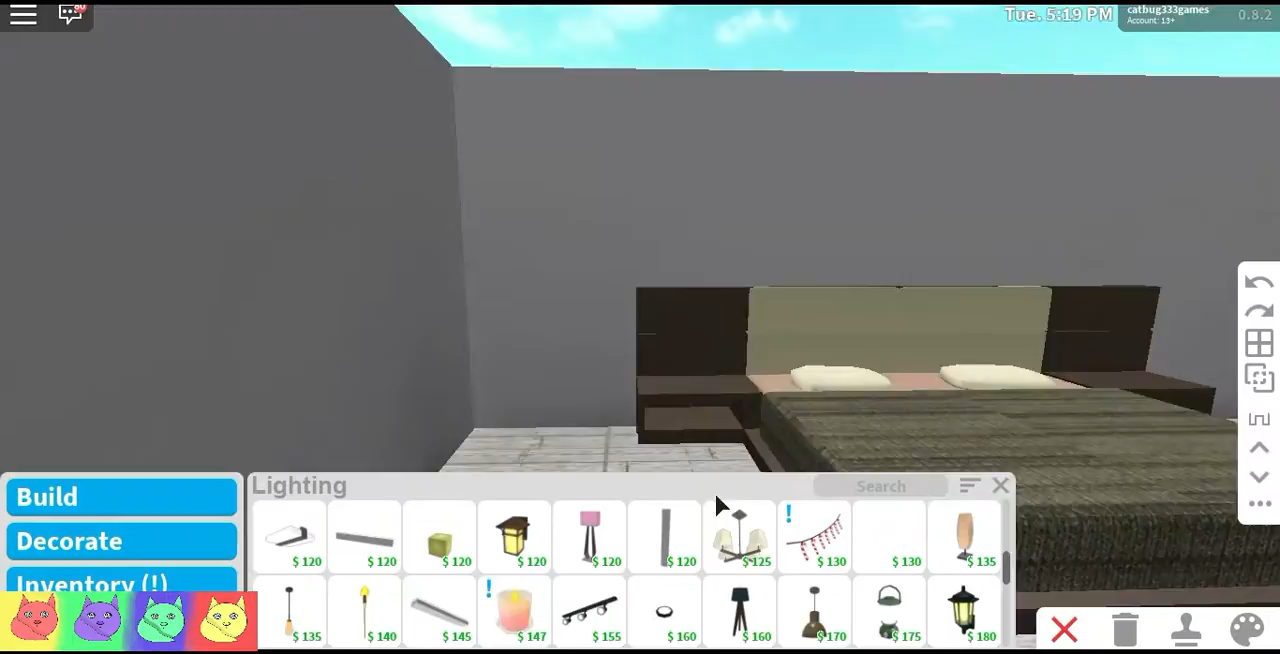 80
Tue. 5:19 PM
catbug333games
Account: 13+
0.8.2
Build
Decorate
Inventory (!)
Lighting
Search
$ 120
$ 120
$ 120
$ 120
$ 120
$ 120
$ 125
! $ 130
$ 130
$ 135
$ 135
$ 140
$ 145
! $ 147
$ 155
$ 160
$ 160
$ 170
$ 175
$ 180